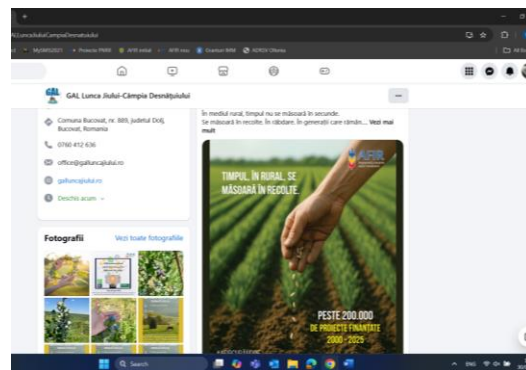 GAL Lunca Jiului-Câmpia Desnățuiului
Comuna Bucovat, nr. 889, județul Dolj,
Bucovat, Romania
0760 412 636
office@galluncajiului.ro
galluncajiului.ro
Deschis acum
Fotografii
Vezi toate fotografiile
În mediul rural, timpul nu se măsoară în secunde.
Se măsoară în recolte. În răbdare. În generații care rămân... Vezi mai
mult
AFIR
TIMPUL, ÎN RURAL, SE
MĂSOARĂ ÎN RECOLTE.
PESTE 200.000
DE PROIECTE FINANȚATE
2000 - 2025
Search
ENG